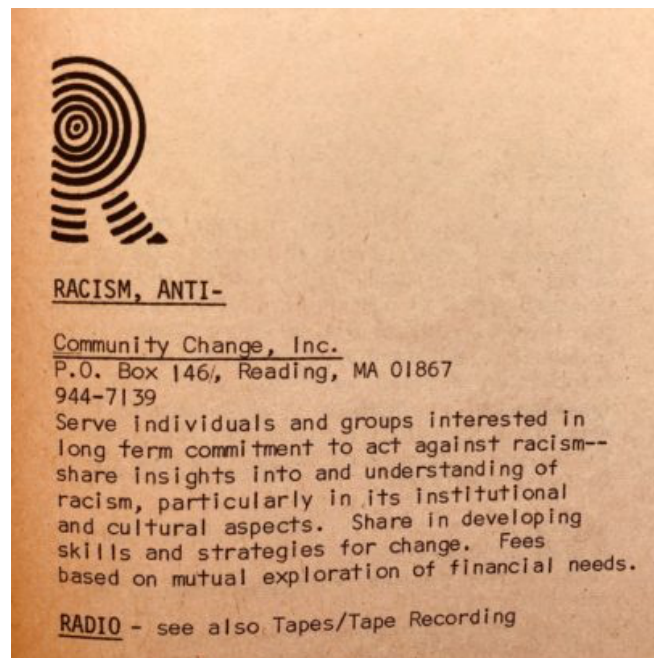 R
RACISM, ANTI-
Community Change, Inc.
P.O. Box 146, Reading, MA 01867
944-7139
Serve individuals and groups interested in
long term commitment to act against racism--
share insights into and understanding of
racism, particularly in its institutional
and cultural aspects. Share in developing
skills and strategies for change. Fees
based on mutual exploration of financial needs.
RADIO - see also Tapes/Tape Recording